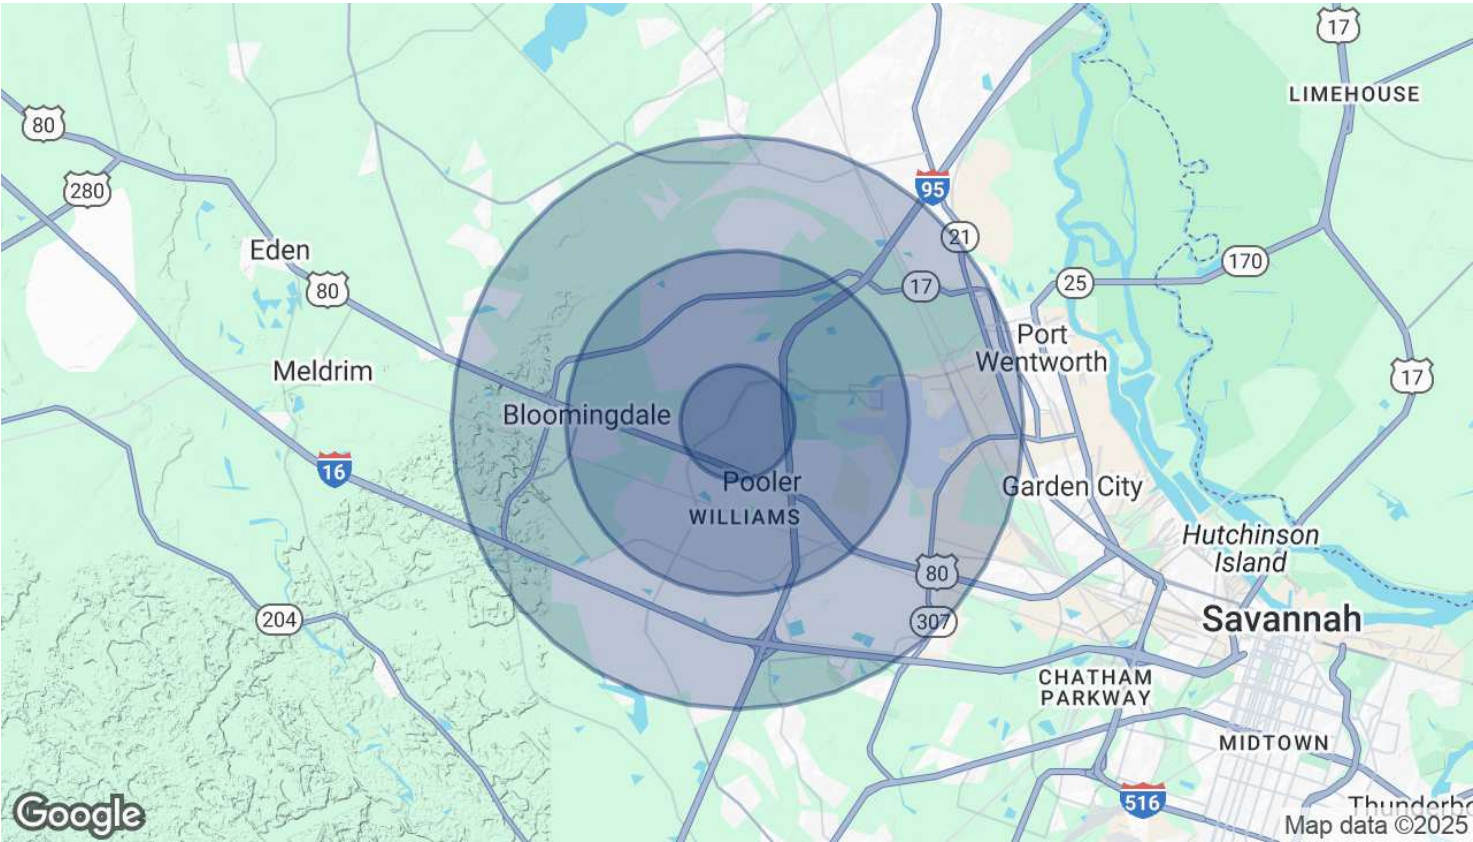 17
LIMEHOUSE
80
280
95
21
Eden
170
80
17
25
Port
Wentworth
Meldrim
17
Bloomingdale
16
Pooler
Garden City
WILLIAMS
Hutchinson
Island
80
204
307
Savannah
CHATHAM
PARKWAY
MIDTOWN
516
Google
Thunderbo
Map data ©2025